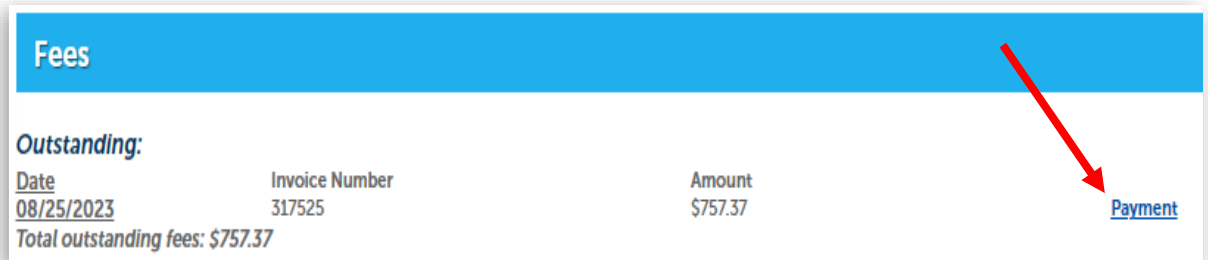 Fees
Outstanding:
Date Invoice Number Amount
08/25/2023 317525 $757.37 Payment
Total outstanding fees: $757.37